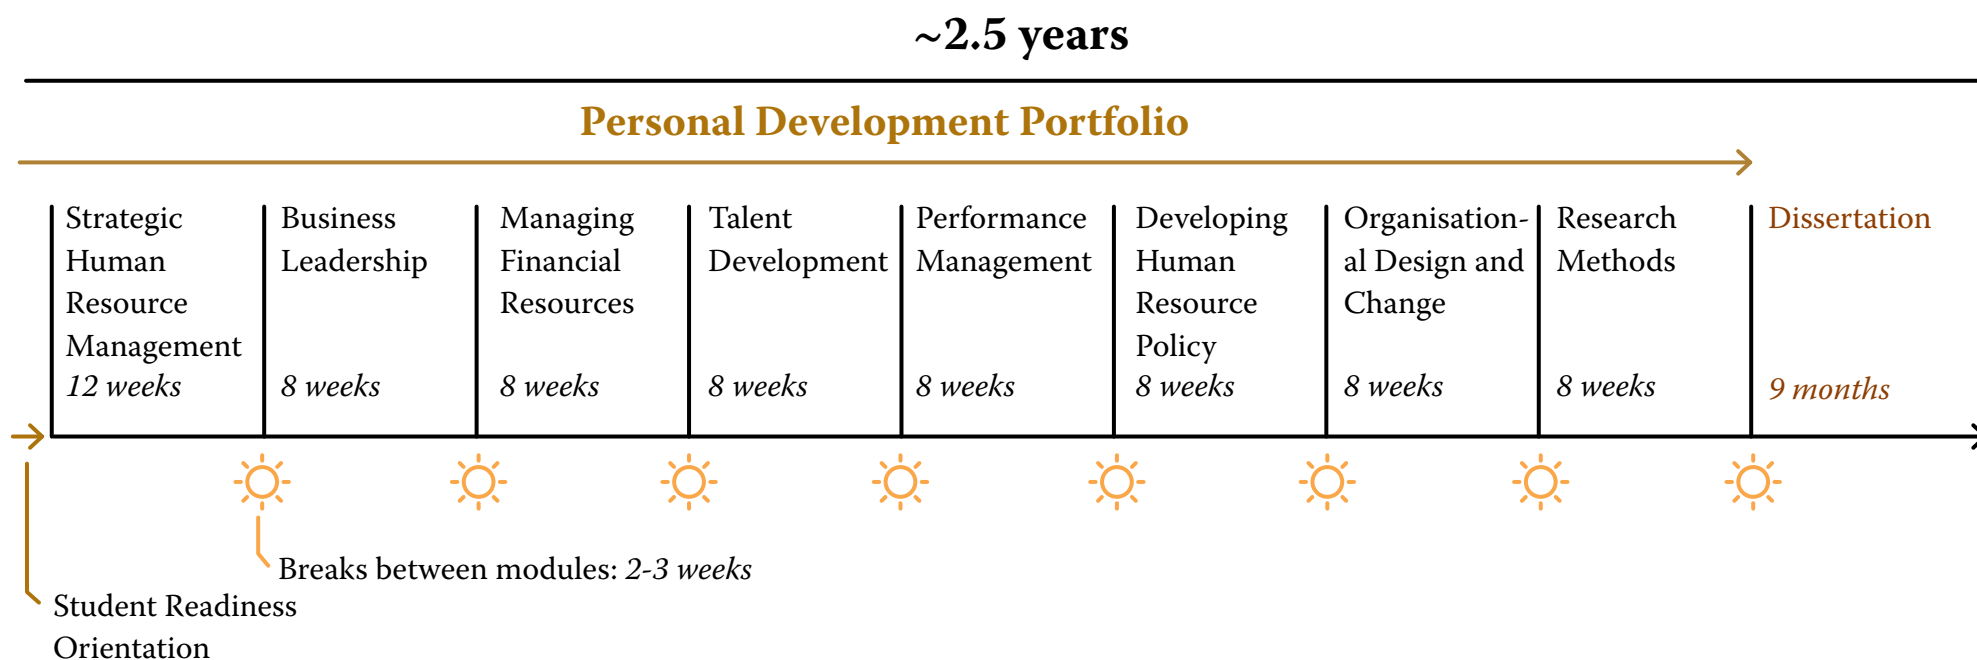 ~2.5 years
Personal Development Portfolio
Strategic
Human
Resource
Management
12 weeks
Business
Leadership
8 weeks
Managing
Financial
Resources
8 weeks
Talent
Development
8 weeks
Performance
Management
8 weeks
Developing
Human
Resource
Policy
8 weeks
Organisation-
al Design and
Change
8 weeks
Research
Methods
8 weeks
Dissertation
9 months
Breaks between modules: 2-3 weeks
Student Readiness
Orientation